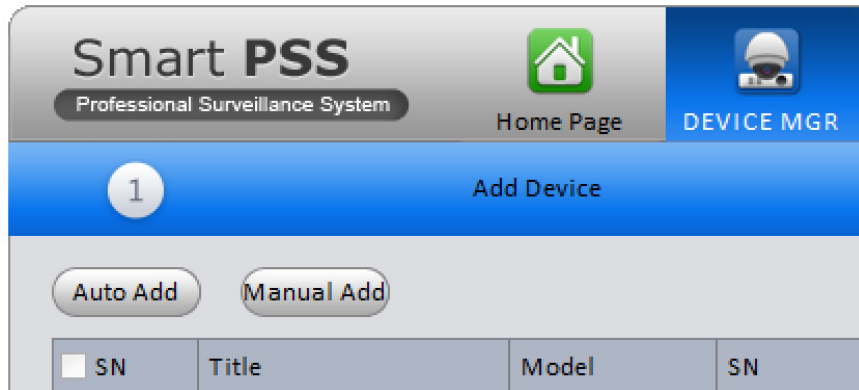 Smart PSS
Professional Surveillance System
Home Page
DEVICE MGR
1
Add Device
Auto Add
Manual Add
SN
Title
Model
SN